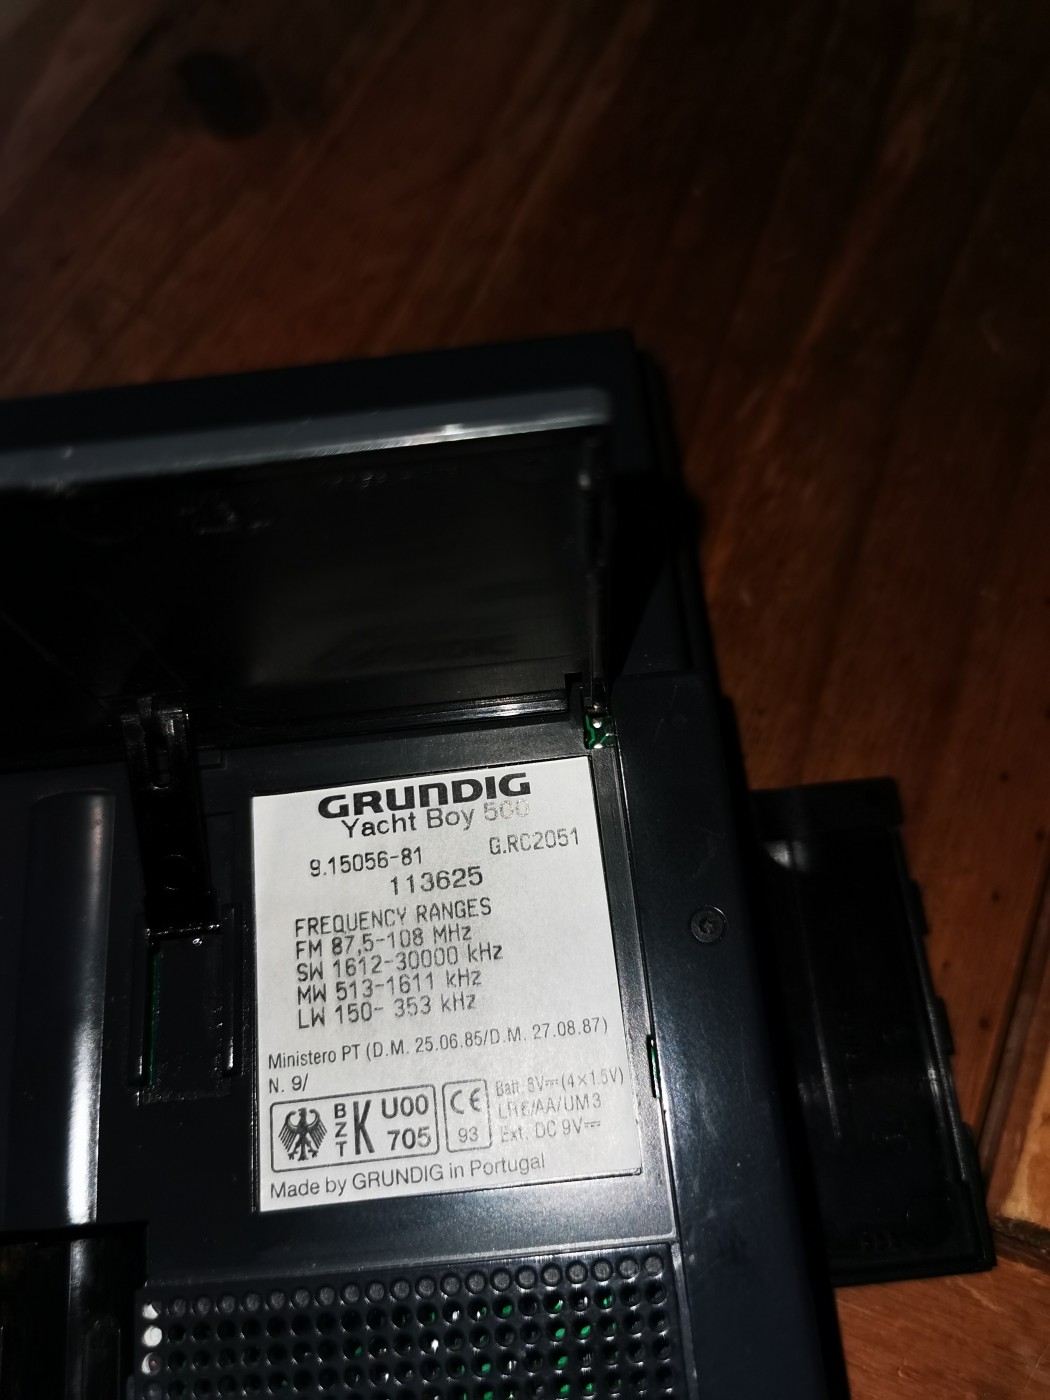 GRUNDIG
Yacht Boy 500
9.15056-81 G.RC2051
113625
FREQUENCY RANGES
FM 87,5-108 MHz
SW 1612-30000 kHz
MW 513-1611 kHz
LW 150- 353 kHz
Ministero PT (D.M. 25.06.85/D.M. 27.08.87)
N. 9/
BZT K U00 705
CE 93
Batt. 6V⎓(4×1.5V)
LR6/AA/UM3
Ext. DC 9V⎓
Made by GRUNDIG in Portugal